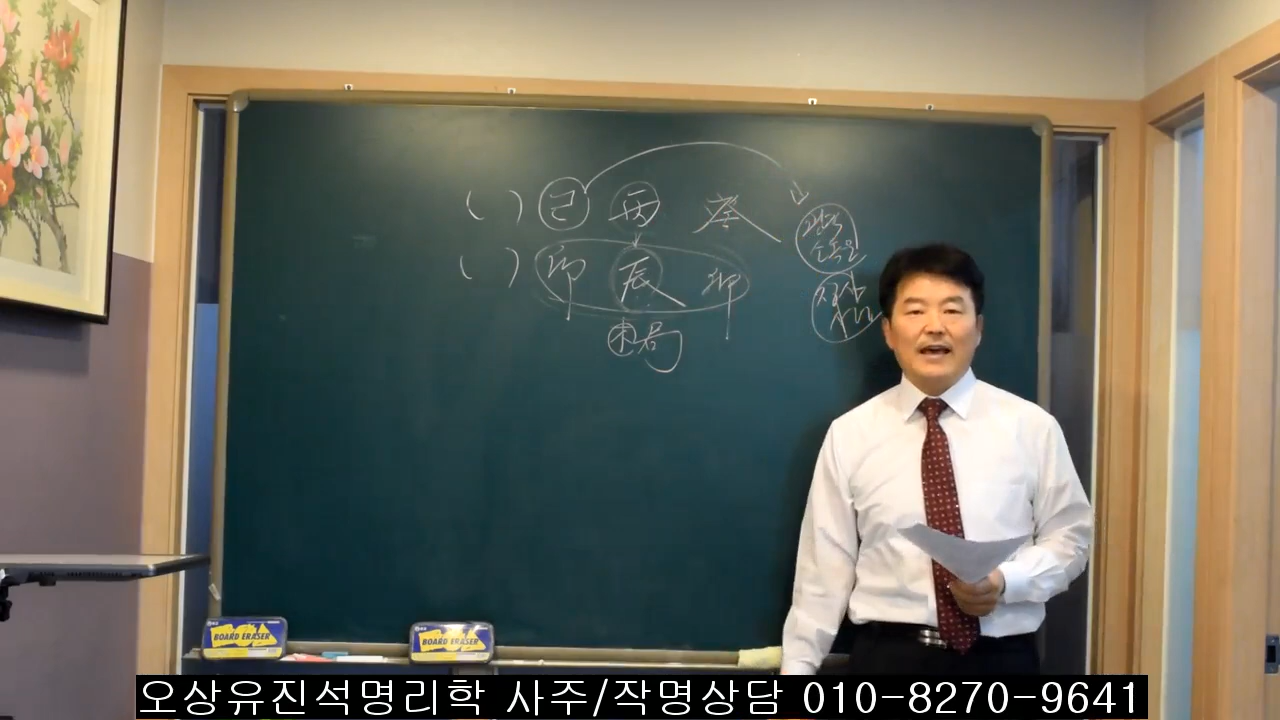 ( ) 己 丙 癸
( ) 卯 辰 卯
困局
BOARD ERASER
BOARD ERASER
오상유진석명리학 사주/작명상담 010-8270-9641